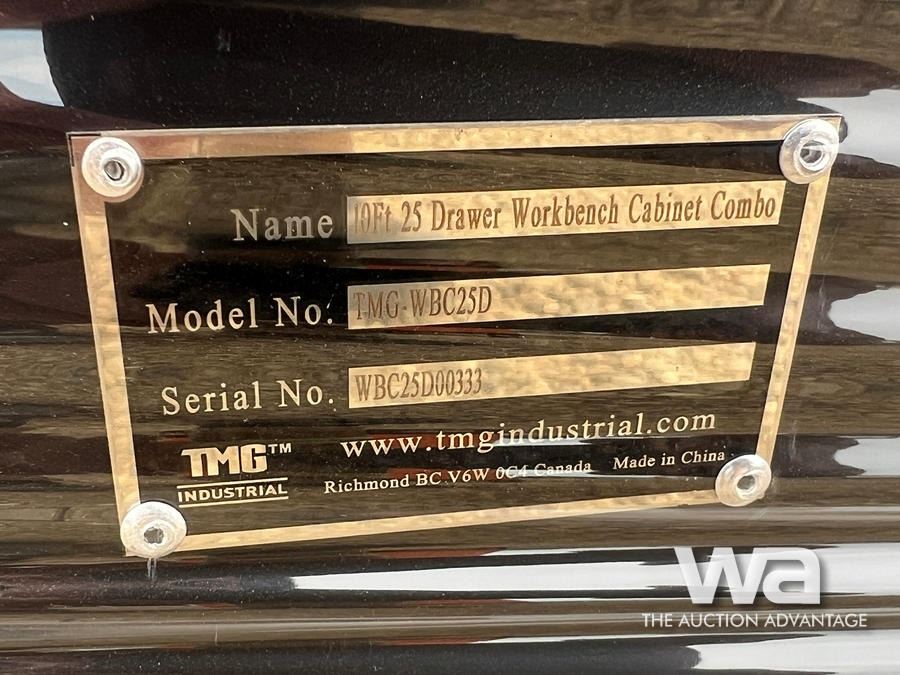 Name 10Ft 25 Drawer Workbench Cabinet Combo
Model No. TMG-WBC25D
Serial No. WBC25D00333
TMG™
INDUSTRIAL
www.tmgindustrial.com
Richmond BC V6W 0C4 Canada Made in China
wa
THE AUCTION ADVANTAGE